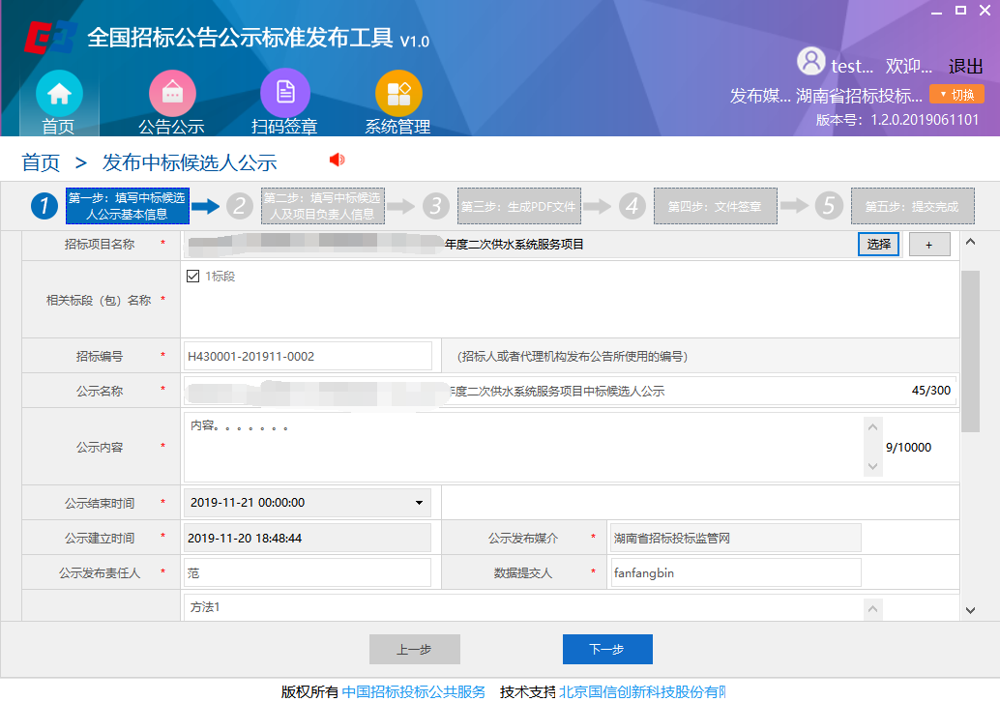 全国招标公告公示标准发布工具 V1.0
test... 欢迎... 退出
发布媒... 湖南省招标投标... 切换
版本号：1.2.0.2019061101
首页 公告公示 扫码签章 系统管理
首页 > 发布中标候选人公示
1 第一步：填写中标候选人公示基本信息
2 第二步：填写中标候选人及项目负责人信息
3 第三步：生成PDF文件
4 第四步：文件签章
5 第五步：提交完成
招标项目名称 * 年度二次供水系统服务项目 选择 +
相关标段（包）名称 * 1标段
招标编号 * H430001-201911-0002 （招标人或者代理机构发布公告所使用的编号）
公示名称 * 年度二次供水系统服务项目中标候选人公示 45/300
公示内容 * 内容。。。。。。。 9/10000
公示结束时间 * 2019-11-21 00:00:00
公示建立时间 * 2019-11-20 18:48:44 公示发布媒介 * 湖南省招标投标监管网
公示发布责任人 * 范 数据提交人 * fanfangbin
方法1
上一步 下一步
版权所有 中国招标投标公共服务 技术支持 北京国信创新科技股份有限